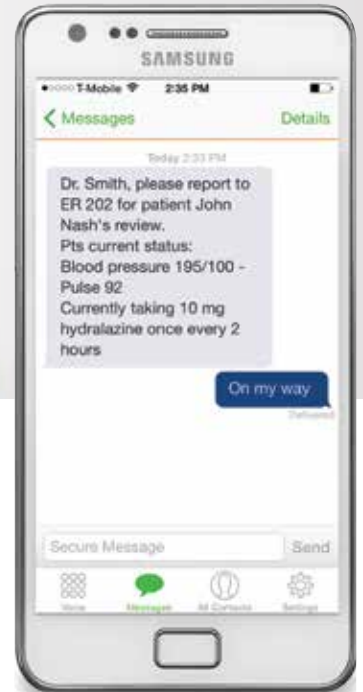 SAMSUNG
T-Mobile 2:35 PM
Messages Details
Today 2:33 PM
Dr. Smith, please report to
ER 202 for patient John
Nash's review.
Pts current status:
Blood pressure 195/100 -
Pulse 92
Currently taking 10 mg
hydralazine once every 2
hours
On my way
Delivered
Secure Message Send
Voice Messages All Contacts Settings